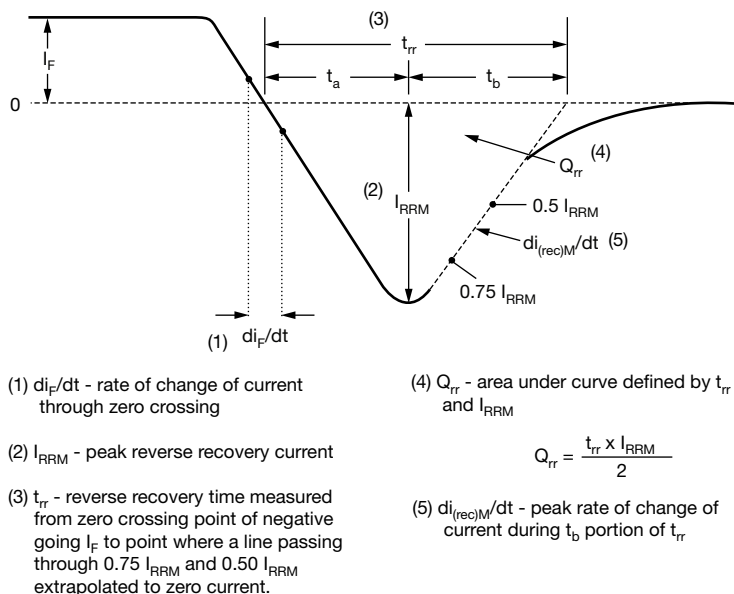 (3)
t_rr
I_F
t_a
t_b
0
(2) I_RRM
Q_rr (4)
0.5 I_RRM
di_(rec)M/dt (5)
0.75 I_RRM
(1) di_F/dt
(1) di_F/dt - rate of change of current
through zero crossing
(2) I_RRM - peak reverse recovery current
(3) t_rr - reverse recovery time measured
from zero crossing point of negative
going I_F to point where a line passing
through 0.75 I_RRM and 0.50 I_RRM
extrapolated to zero current.
(4) Q_rr - area under curve defined by t_rr
and I_RRM
Q_rr = t_rr x I_RRM
2
(5) di_(rec)M/dt - peak rate of change of
current during t_b portion of t_rr